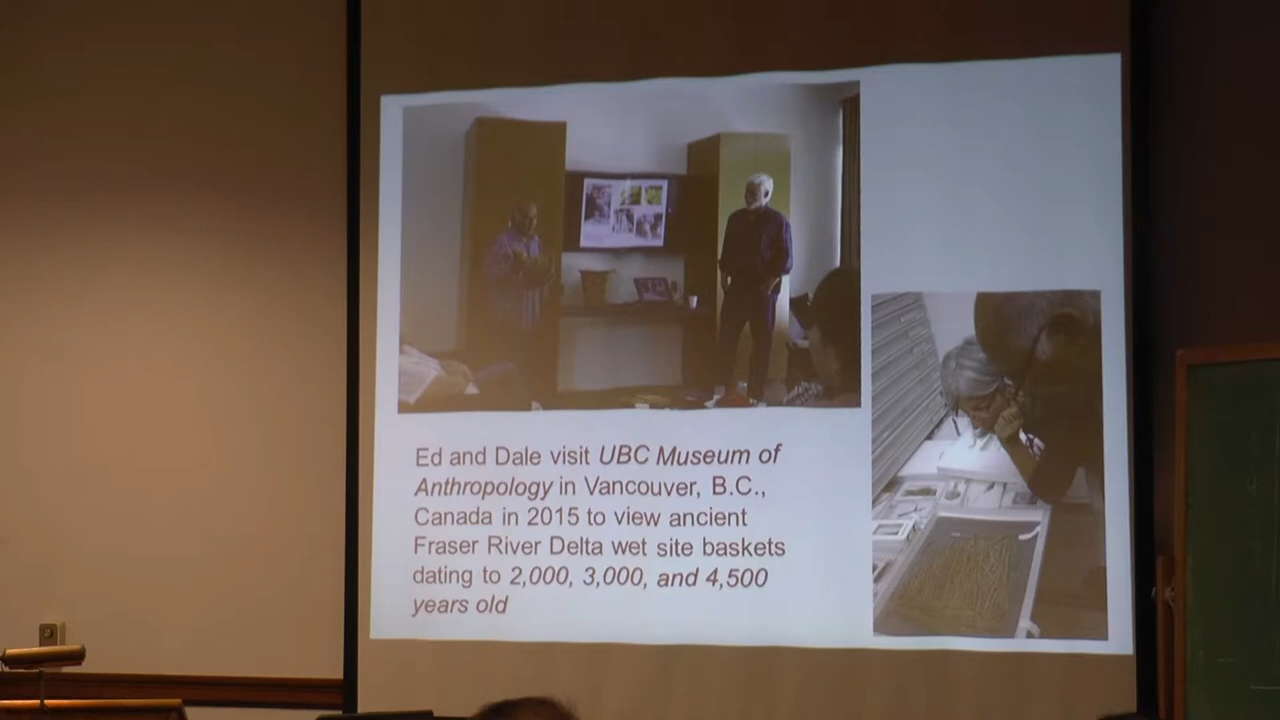 Ed and Dale visit UBC Museum of
Anthropology in Vancouver, B.C.,
Canada in 2015 to view ancient
Fraser River Delta wet site baskets
dating to 2,000, 3,000, and 4,500
years old